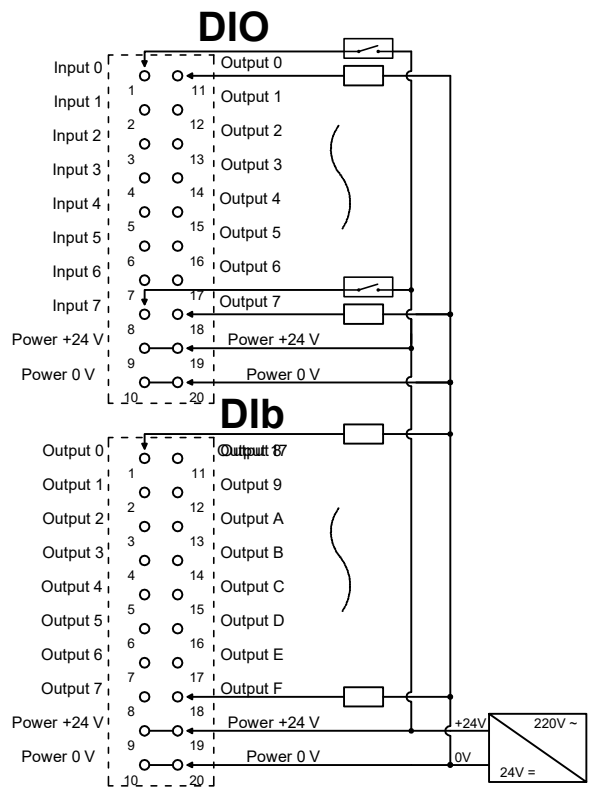 DIO
Input 0 Output 0
1 11
Input 1 Output 1
2 12
Input 2 Output 2
3 13
Input 3 Output 3
4 14
Input 4 Output 4
5 15
Input 5 Output 5
6 16
Input 6 Output 6
7 17
Input 7 Output 7
8 18
Power +24 V Power +24 V
9 19
Power 0 V Power 0 V
10 20
DIb
Output 0
1 11
Output 1 Output 9
2 12
Output 2 Output A
3 13
Output 3 Output B
4 14
Output 4 Output C
5 15
Output 5 Output D
6 16
Output 6 Output E
7 17
Output 7 Output F
8 18
Power +24 V Power +24 V +24V 220V ~
9 19
Power 0 V Power 0 V 0V
24V =
10 20